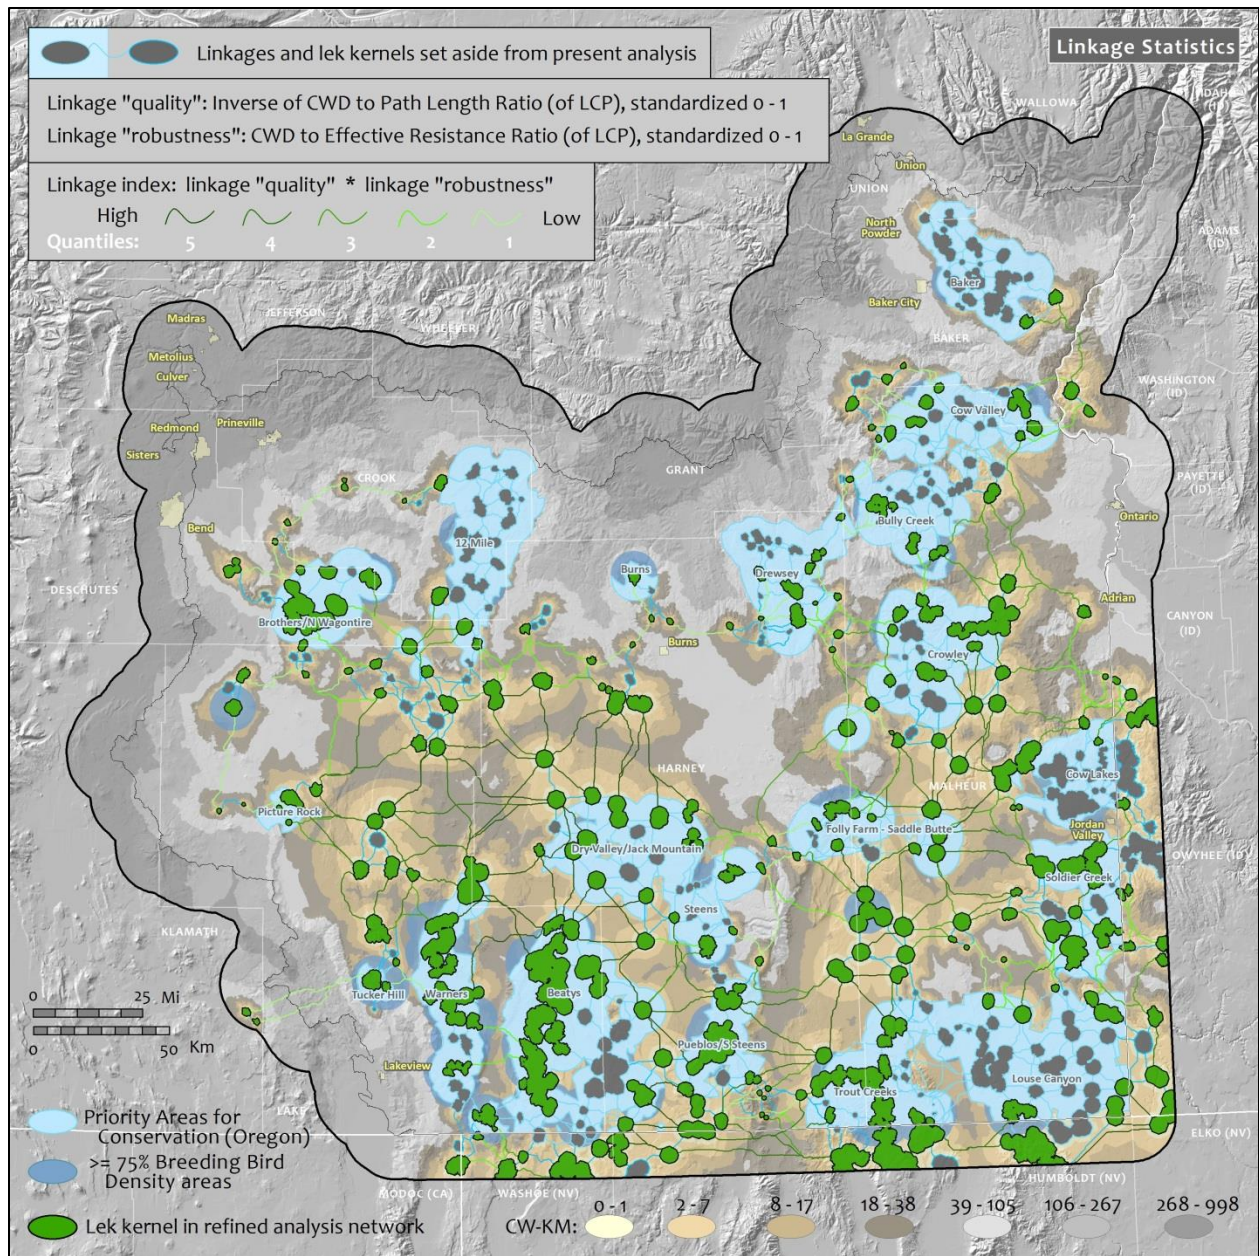 Linkages and lek kernels set aside from present analysis
Linkage Statistics
Linkage "quality": Inverse of CWD to Path Length Ratio (of LCP), standardized 0 - 1
Linkage "robustness": CWD to Effective Resistance Ratio (of LCP), standardized 0 - 1
Linkage index: linkage "quality" * linkage "robustness"
High Low
Quantiles: 5 4 3 2 1
IDAHO
(ID)
WALLOWA
La Grande
Union
UNION
North
Powder
ADAMS
(ID)
Baker
Baker City
BAKER
JEFFERSON
WHEELER
Madras
Metolius
Culver
WASHINGTON
(ID)
Cow Valley
Redmond
Prineville
Sisters
GRANT
CROOK
PAYETTE
(ID)
Ontario
Bend
Bully Creek
12 Mile
Burns
Drewsey
DESCHUTES
Adrian
CANYON
(ID)
Brothers/N Wagontire
Burns
Crowley
HARNEY
Cow Lakes
MALHEUR
Picture Rock
Jordan
Valley
Folly Farm - Saddle Butte
Dry Valley/Jack Mountain
OWYHEE (ID)
Soldier Creek
Steens
KLAMATH
0 25 Mi
0 50 Km
Tucker Hill
Warners
Beatys
Pueblos/S Steens
Lakeview
Trout Creeks
Louse Canyon
LAKE
ELKO (NV)
Priority Areas for
Conservation (Oregon)
>= 75% Breeding Bird
Density areas
MODOC (CA)
WASHOE (NV)
HUMBOLDT (NV)
Lek kernel in refined analysis network
CW-KM: 0 - 1 2 - 7 8 - 17 18 - 38 39 - 105 106 - 267 268 - 998